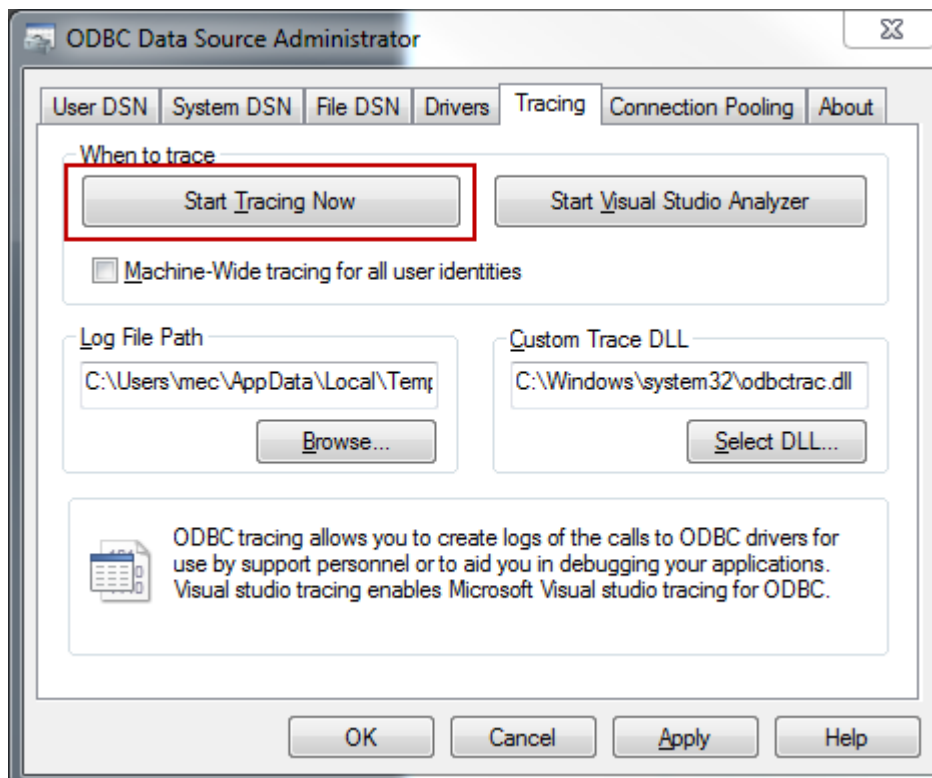 ODBC Data Source Administrator
User DSN System DSN File DSN Drivers Tracing Connection Pooling About
When to trace
Start Tracing Now Start Visual Studio Analyzer
Machine-Wide tracing for all user identities
Log File Path Custom Trace DLL
C:\Users\mec\AppData\Local\Temp C:\Windows\system32\odbctrac.dll
Browse... Select DLL...
ODBC tracing allows you to create logs of the calls to ODBC drivers for
use by support personnel or to aid you in debugging your applications.
Visual studio tracing enables Microsoft Visual studio tracing for ODBC.
OK Cancel Apply Help